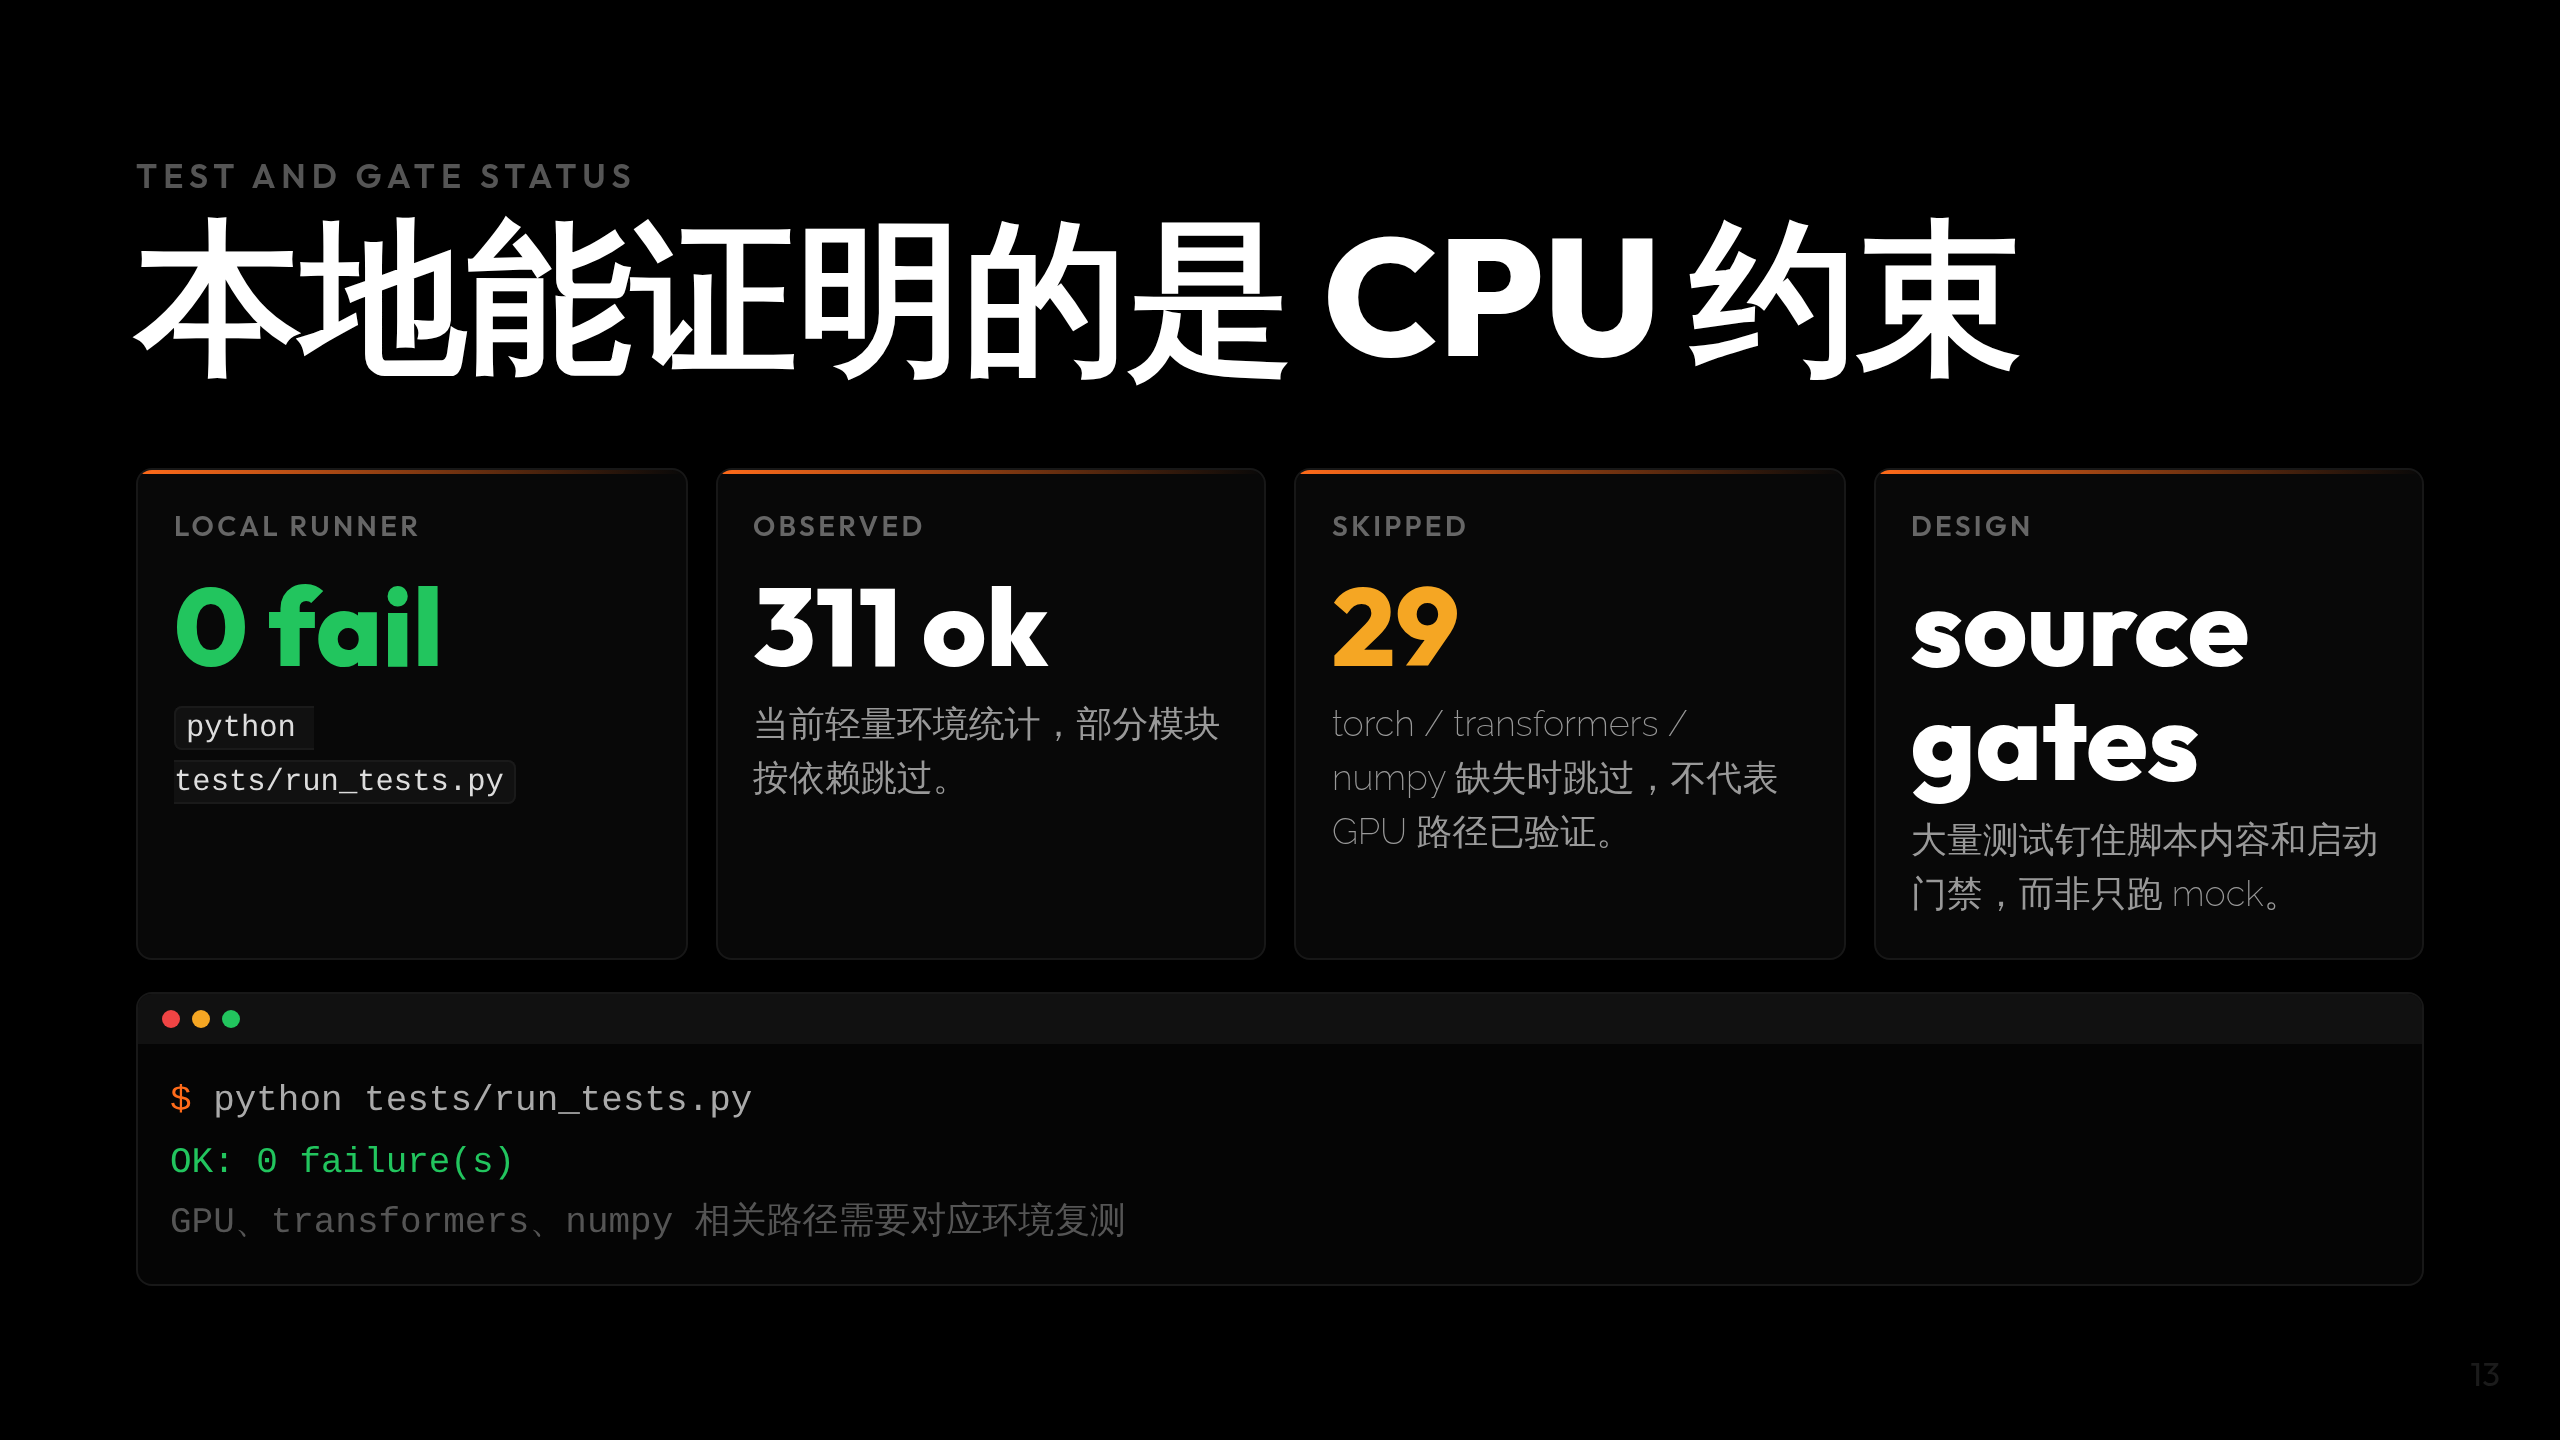 TEST AND GATE STATUS
本地能证明的是 CPU 约束
LOCAL RUNNER
0 fail
python
tests/run_tests.py
OBSERVED
311 ok
当前轻量环境统计，部分模块
按依赖跳过。
SKIPPED
29
torch / transformers /
numpy 缺失时跳过，不代表
GPU 路径已验证。
DESIGN
source
gates
大量测试钉住脚本内容和启动
门禁，而非只跑 mock。
$ python tests/run_tests.py
OK: 0 failure(s)
GPU、transformers、numpy 相关路径需要对应环境复测
13